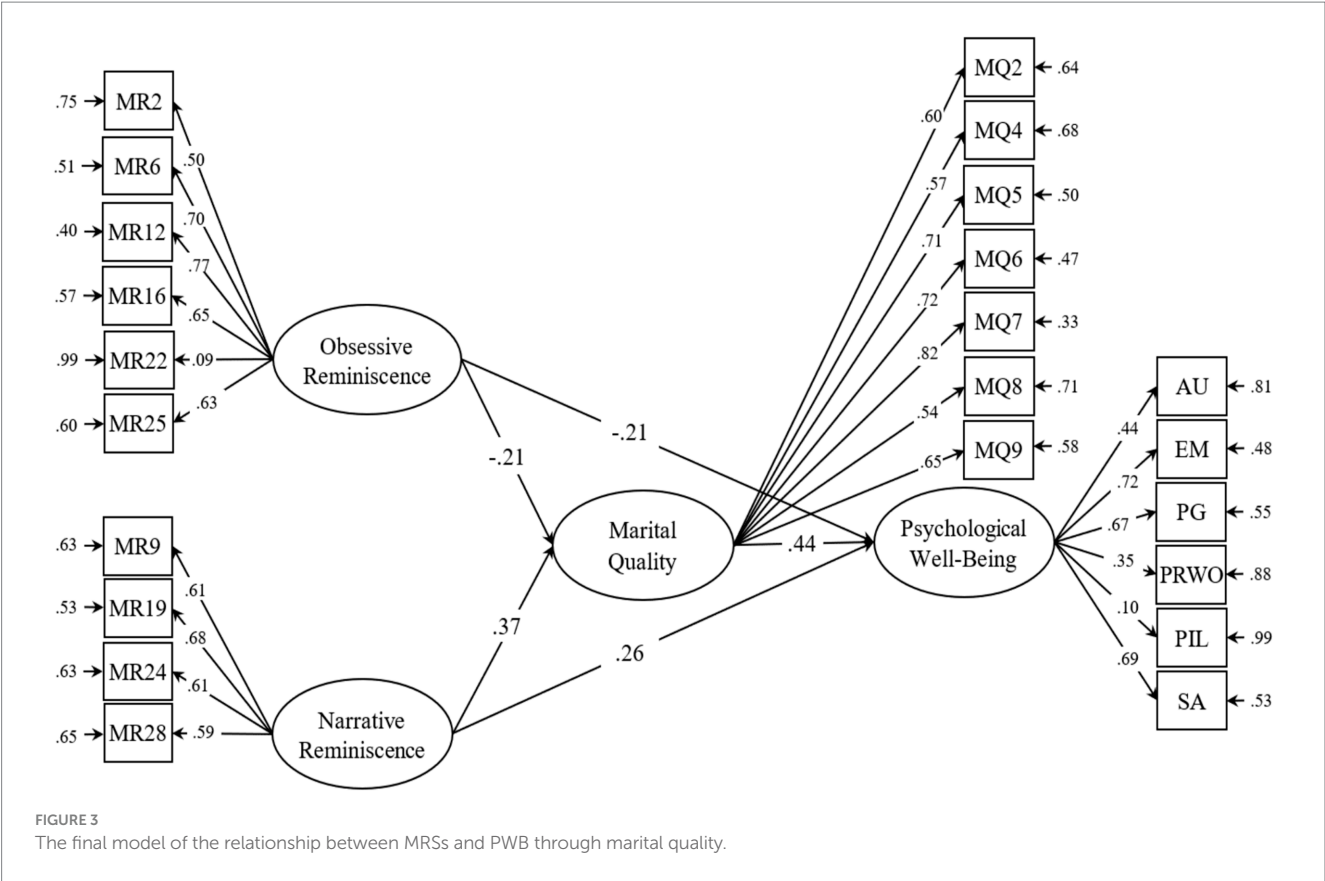 .75 MR2
.51 MR6
.40 MR12
.57 MR16
.99 MR22
.60 MR25
.50
.70
.77
.65
.09
.63
Obsessive
Reminiscence
.63 MR9
.53 MR19
.63 MR24
.65 MR28
.61
.68
.61
.59
Narrative
Reminiscence
-.21
-.21
.37
.26
Marital
Quality
.44
.60
.57
.71
.72
.82
.54
.65
MQ2 .64
MQ4 .68
MQ5 .50
MQ6 .47
MQ7 .33
MQ8 .71
MQ9 .58
Psychological
Well-Being
.44
.72
.67
.35
.10
.69
AU .81
EM .48
PG .55
PRWO .88
PIL .99
SA .53
FIGURE 3
The final model of the relationship between MRSs and PWB through marital quality.